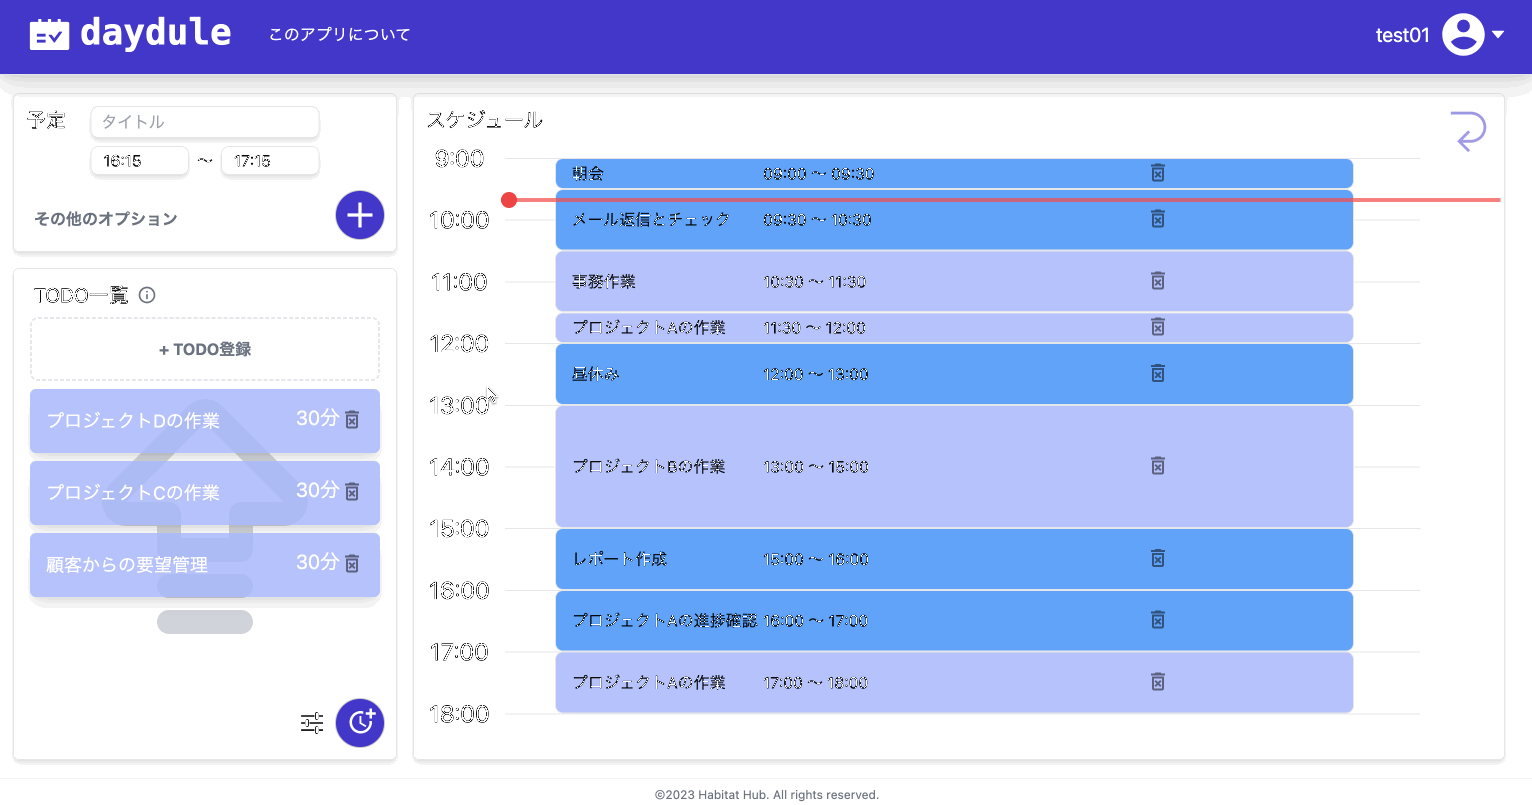 daydule
このアプリについて
test01
予定
タイトル
16:15 ～ 17:15
その他のオプション
TODO一覧
+ TODO登録
プロジェクトDの作業 30分
プロジェクトCの作業 30分
顧客からの要望管理 30分
スケジュール
9:00
朝会 09:00 ～ 09:30
10:00
メール返信とチェック 09:30 ～ 10:30
11:00
事務作業 10:30 ～ 11:30
プロジェクトAの作業 11:30 ～ 12:00
12:00
昼休み 12:00 ～ 13:00
13:00
14:00
プロジェクトBの作業 13:00 ～ 15:00
15:00
レポート作成 15:00 ～ 16:00
16:00
プロジェクトAの進捗確認 16:00 ～ 17:00
17:00
プロジェクトAの作業 17:00 ～ 18:00
18:00
©2023 Habitat Hub. All rights reserved.